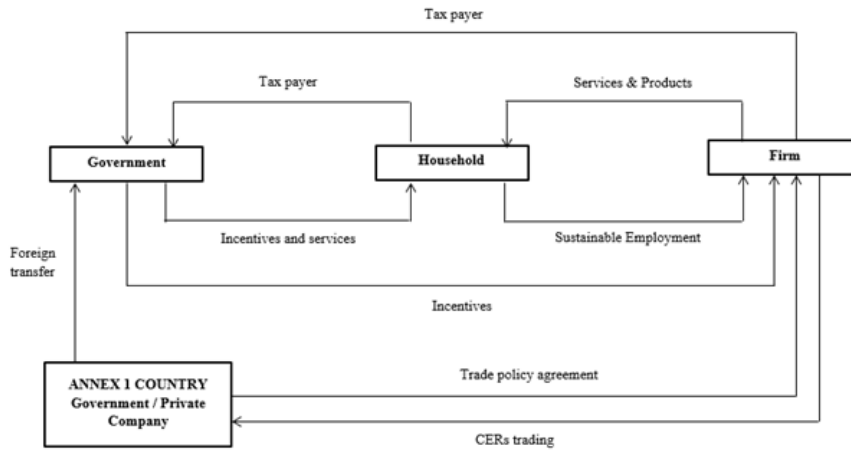 Tax payer
Tax payer
Services & Products
Government
Household
Firm
Incentives and services
Sustainable Employment
Foreign
transfer
Incentives
ANNEX 1 COUNTRY
Government / Private
Company
Trade policy agreement
CERs trading